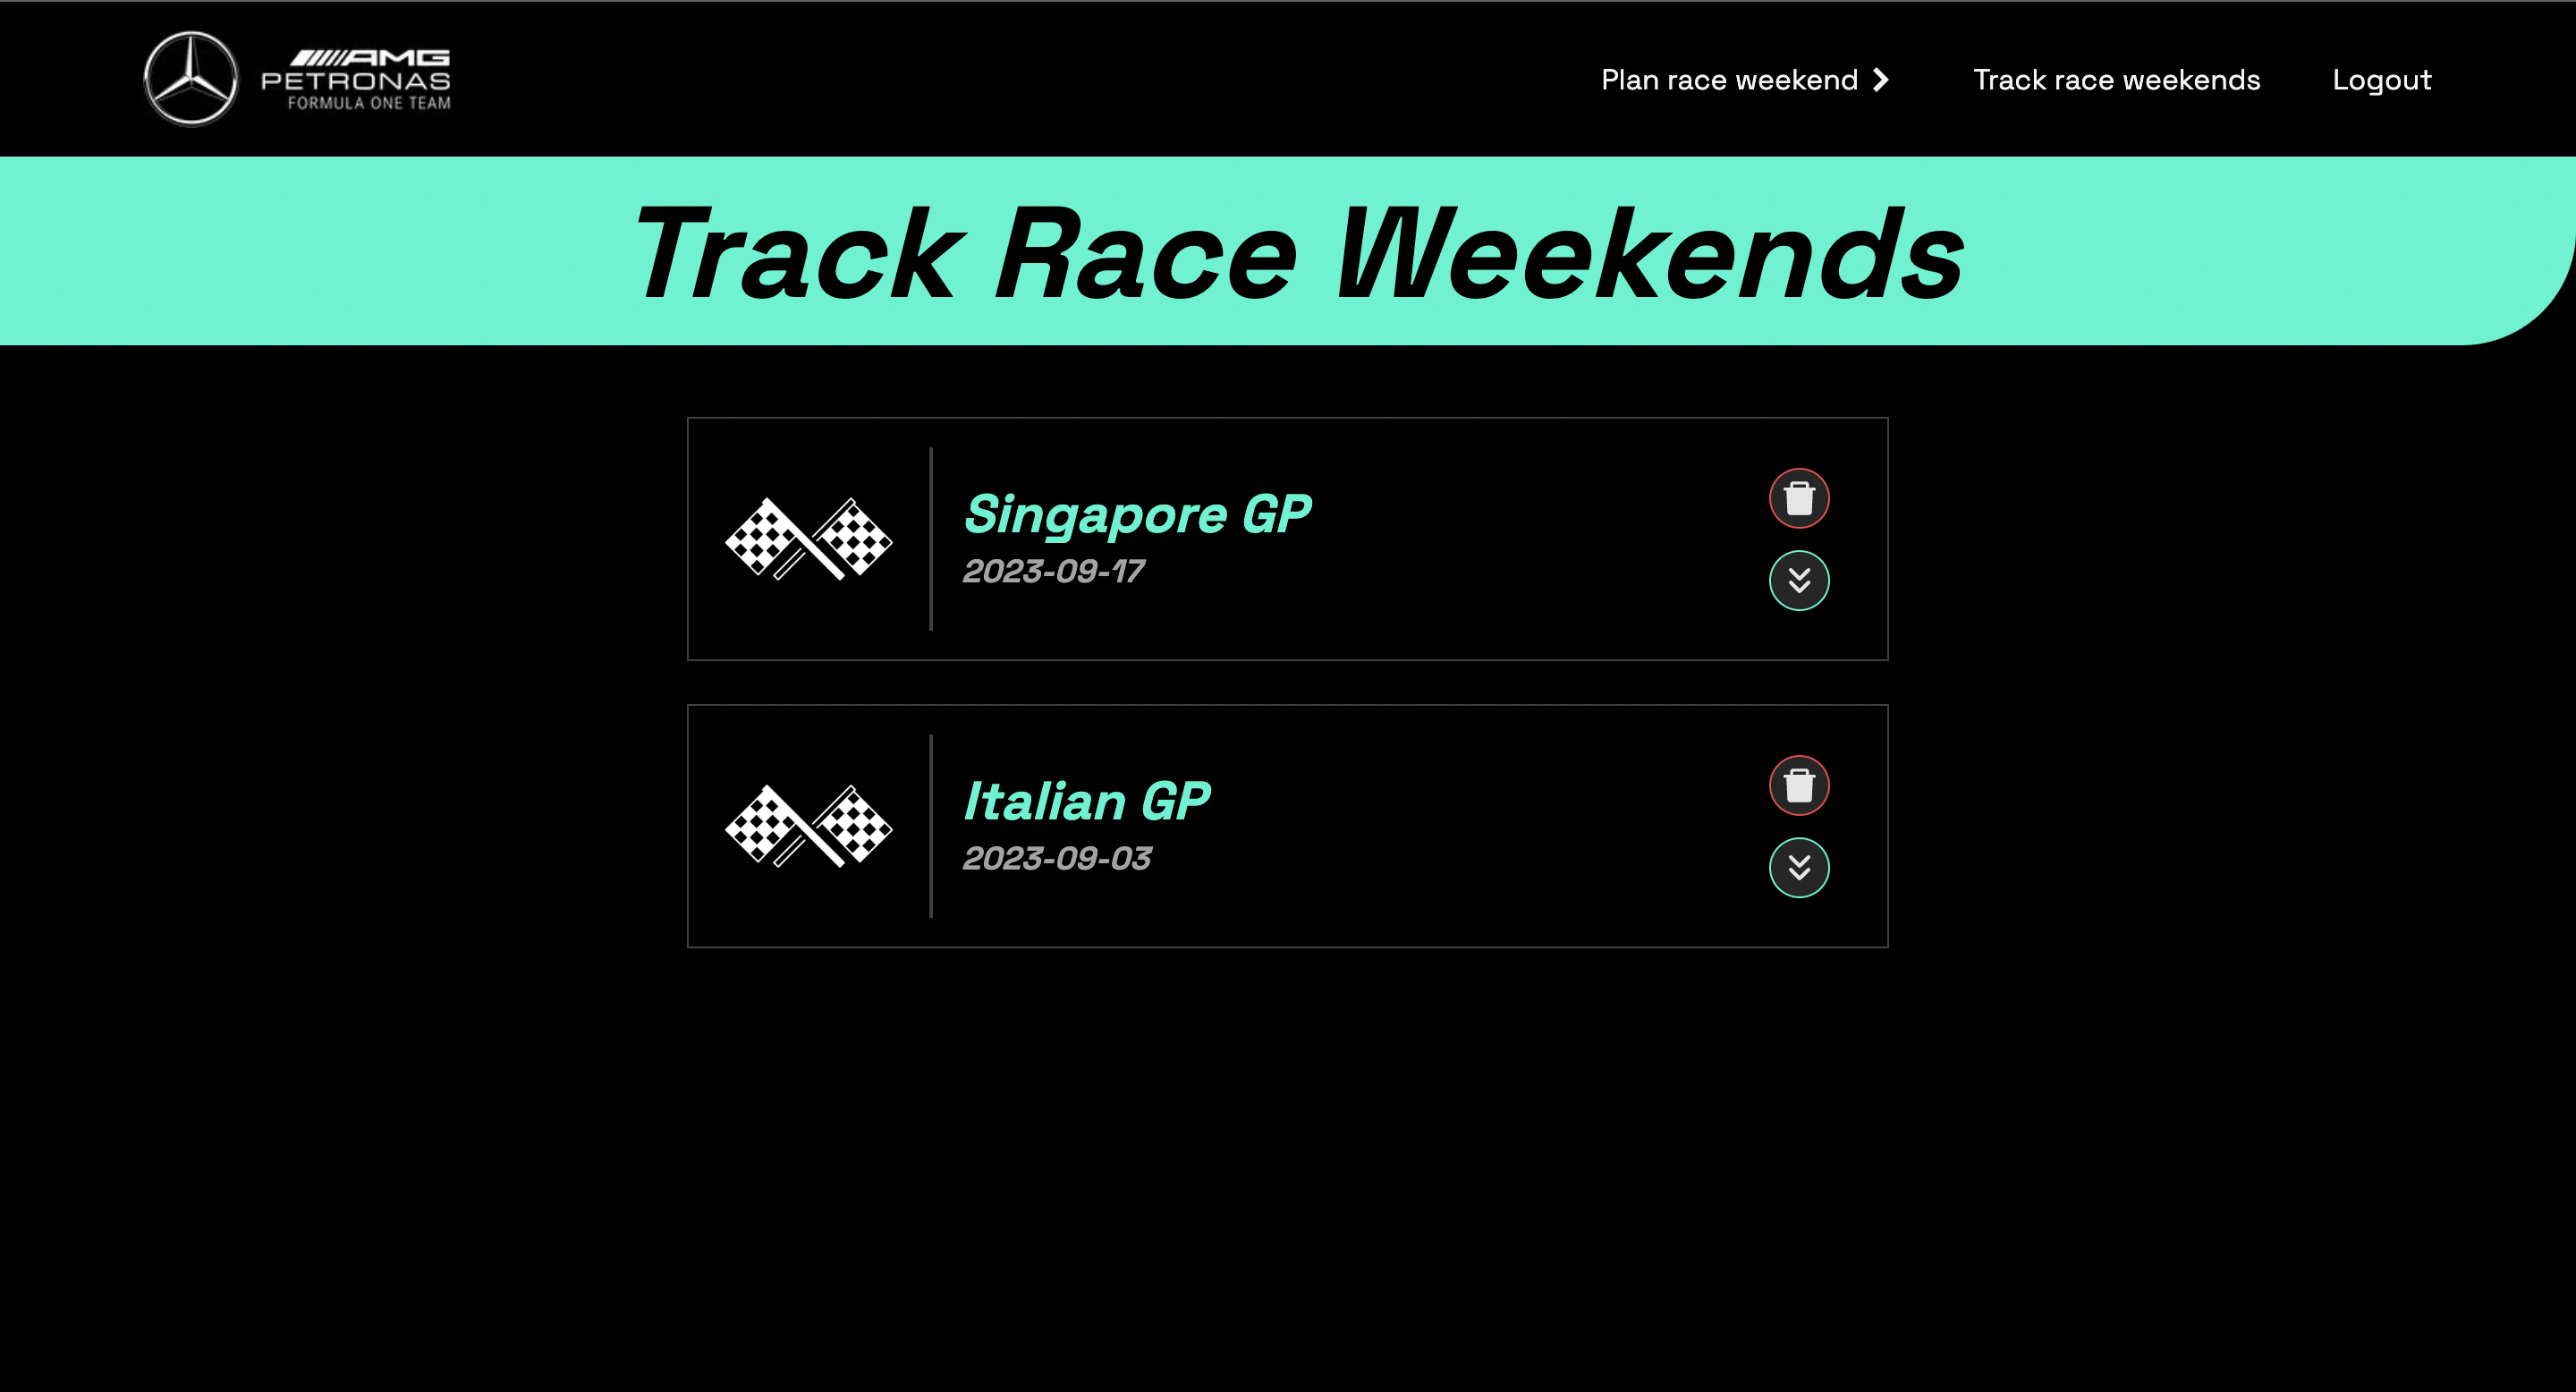 AMG
PETRONAS
FORMULA ONE TEAM
Plan race weekend
Track race weekends
Logout
Track Race Weekends
Singapore GP
2023-09-17
Italian GP
2023-09-03